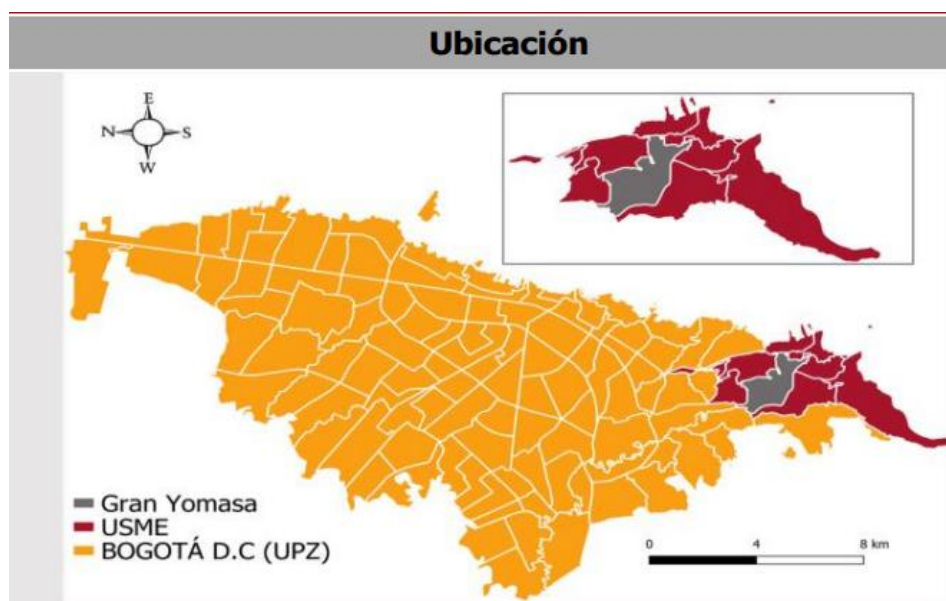 Ubicación
E
N S
W
Gran Yomasa
USME
BOGOTÁ D.C (UPZ)
0 4 8 km